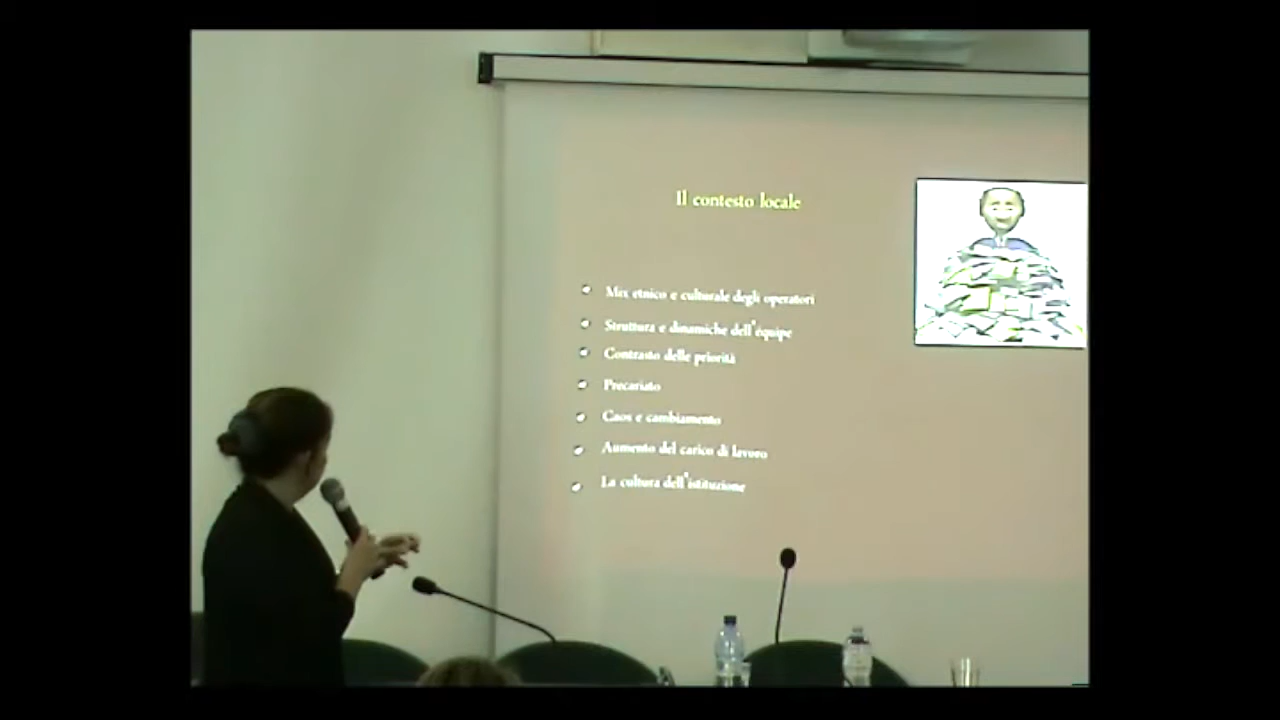 Il contesto locale
Mix etnico e culturale degli operatori
Struttura e dinamiche dell'équipe
Contrasto delle priorità
Precariato
Caos e cambiamento
Aumento del carico di lavoro
La cultura dell'istituzione